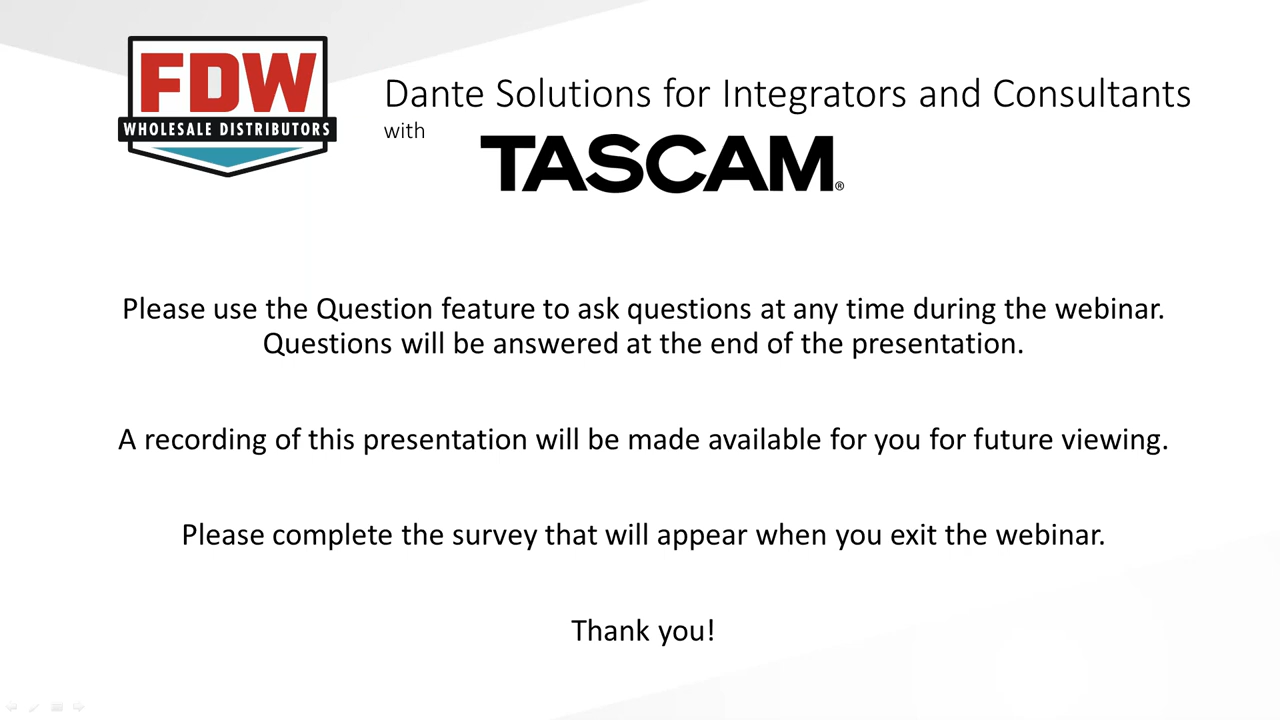 FDW
WHOLESALE DISTRIBUTORS
Dante Solutions for Integrators and Consultants
with
TASCAM®
Please use the Question feature to ask questions at any time during the webinar.
Questions will be answered at the end of the presentation.
A recording of this presentation will be made available for you for future viewing.
Please complete the survey that will appear when you exit the webinar.
Thank you!